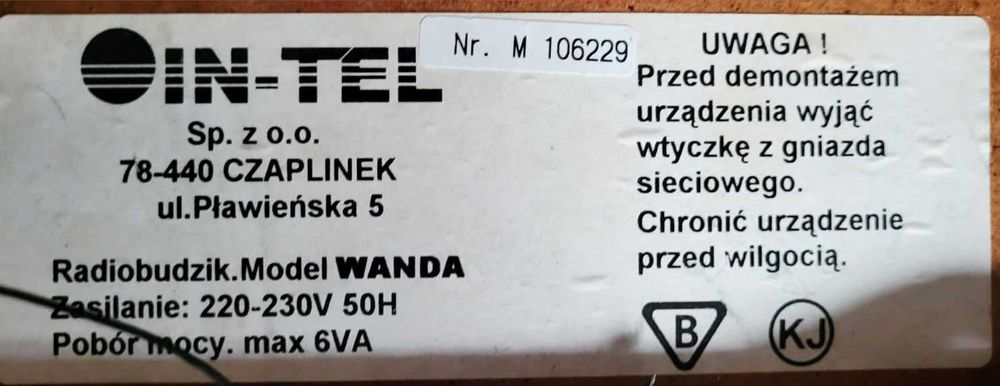 IN-TEL
Sp. z o.o.
78-440 CZAPLINEK
ul.Pławieńska 5
Radiobudzik.Model WANDA
Zasilanie: 220-230V 50H
Pobór mocy. max 6VA
Nr. M 106229
UWAGA !
Przed demontażem
urządzenia wyjąć
wtyczkę z gniazda
sieciowego.
Chronić urządzenie
przed wilgocią.
B
KJ